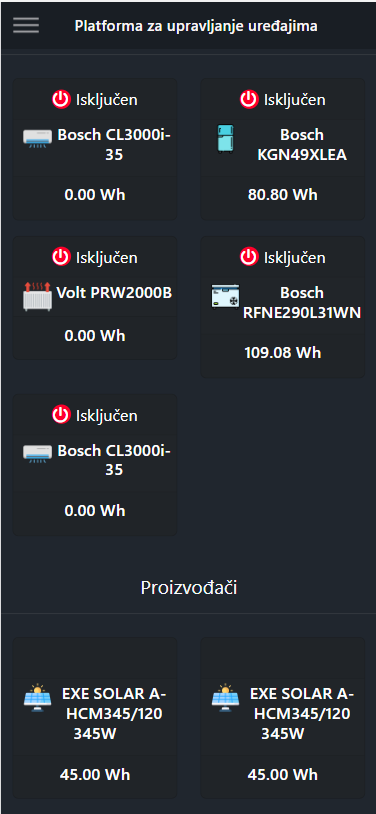 Platforma za upravljanje uređajima
Isključen
Bosch CL3000i-
35
0.00 Wh
Isključen
Bosch
KGN49XLEA
80.80 Wh
Isključen
Volt PRW2000B
0.00 Wh
Isključen
Bosch
RFNE290L31WN
109.08 Wh
Isključen
Bosch CL3000i-
35
0.00 Wh
Proizvođači
EXE SOLAR A-
HCM345/120
345W
45.00 Wh
EXE SOLAR A-
HCM345/120
345W
45.00 Wh